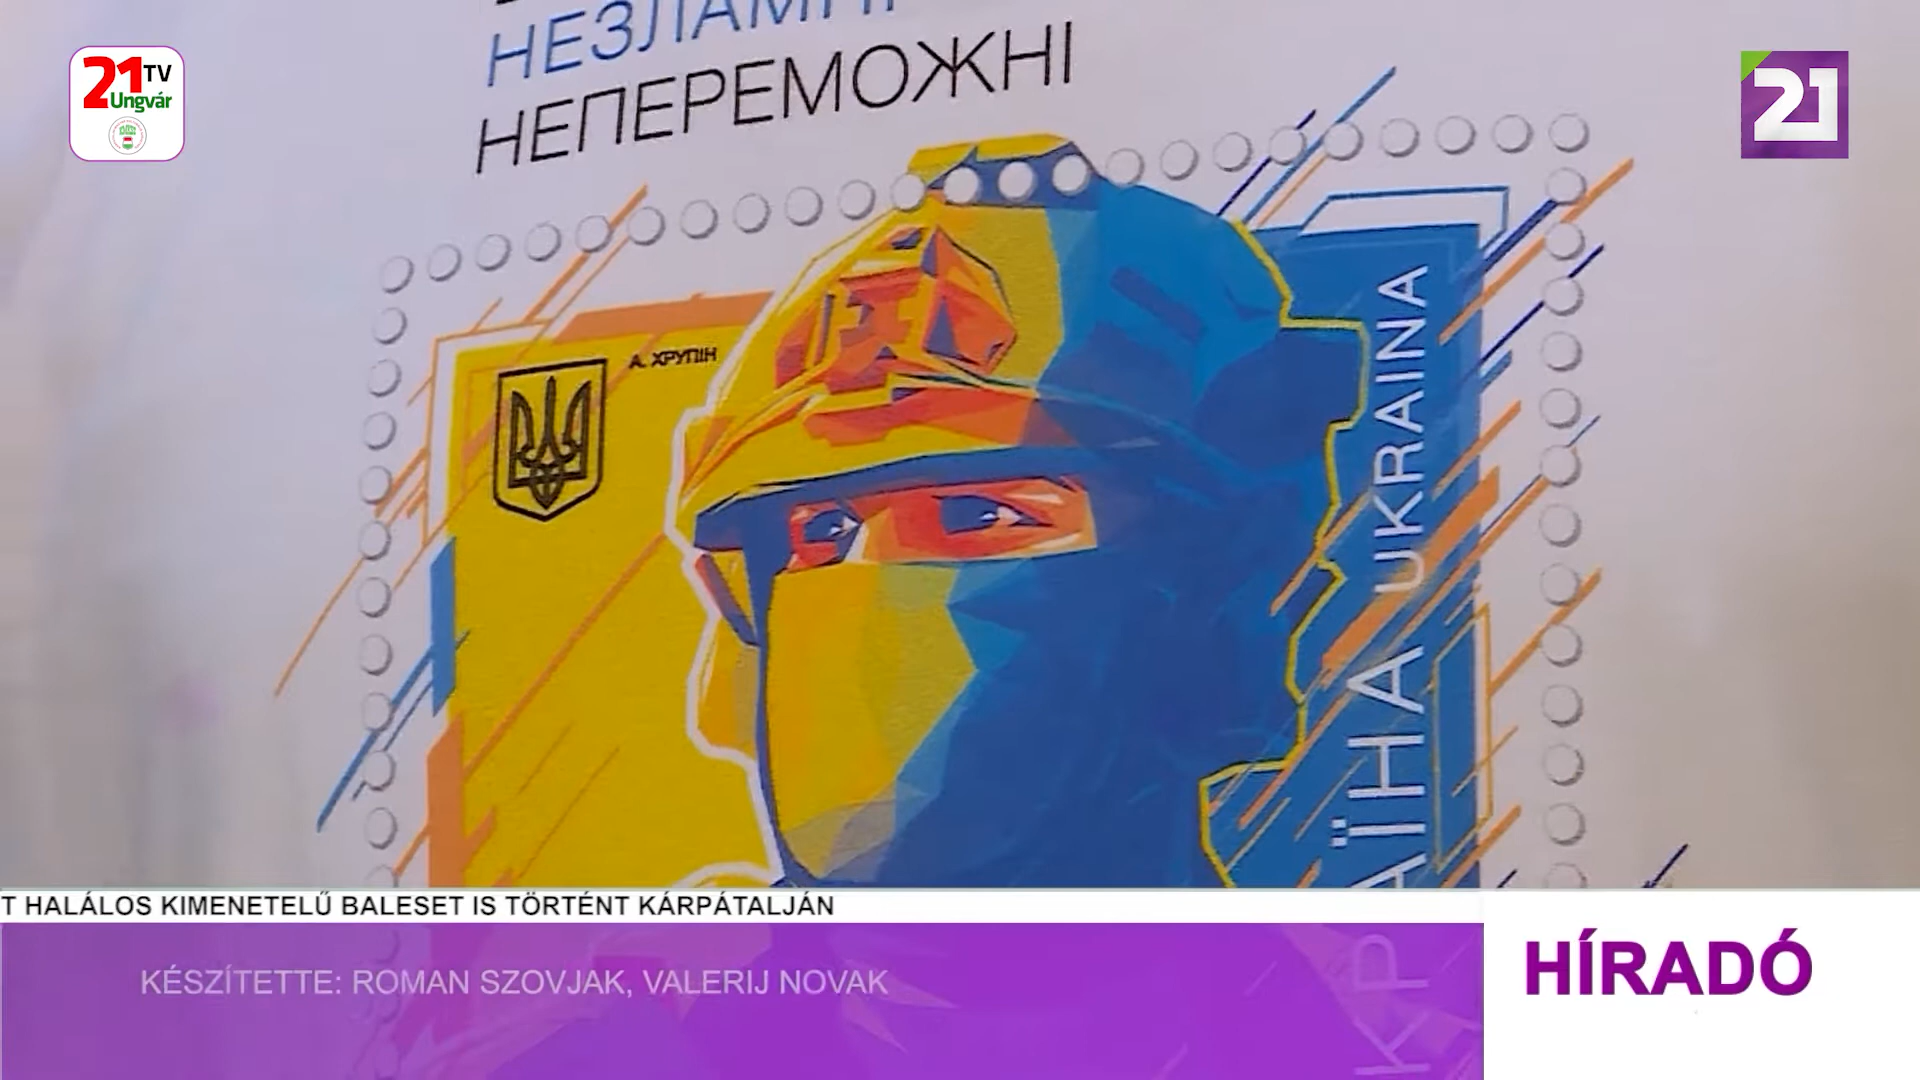 НЕЗЛАМНІ
НЕПЕРЕМОЖНІ
21 TV
Ungvár
21
А. ХРУПІН
УКРАЇНА UKRAINA
T HALÁLOS KIMENETELŰ BALESET IS TÖRTÉNT KÁRPÁTALJÁN
KÉSZÍTETTE: ROMAN SZOVJAK, VALERIJ NOVAK
HÍRADÓ